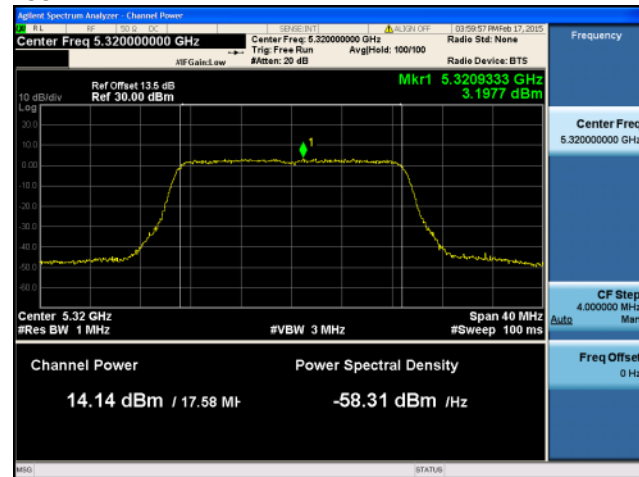 Agilent Spectrum Analyzer - Channel Power
RL RF 50 Ω DC SENSE:INT ALIGN OFF 03:59:57 PMFeb 17, 2015
Center Freq 5.320000000 GHz
Center Freq: 5.320000000 GHz
Radio Std: None
Trig: Free Run Avg|Hold: 100/100
#IFGain:Low #Atten: 20 dB Radio Device: BTS
Mkr1 5.3209333 GHz
3.1977 dBm
Ref Offset 13.5 dB
10 dB/div Ref 30.00 dBm
Log
20.0
10.0
0.00
-10.0
-20.0
-30.0
-40.0
-50.0
-60.0
1
Center 5.32 GHz Span 40 MHz
#Res BW 1 MHz #VBW 3 MHz #Sweep 100 ms
Channel Power Power Spectral Density
14.14 dBm / 17.58 MH -58.31 dBm /Hz
MSG STATUS
Frequency
Center Freq
5.320000000 GHz
CF Step
4.000000 MHz
Auto Man
Freq Offset
0 Hz